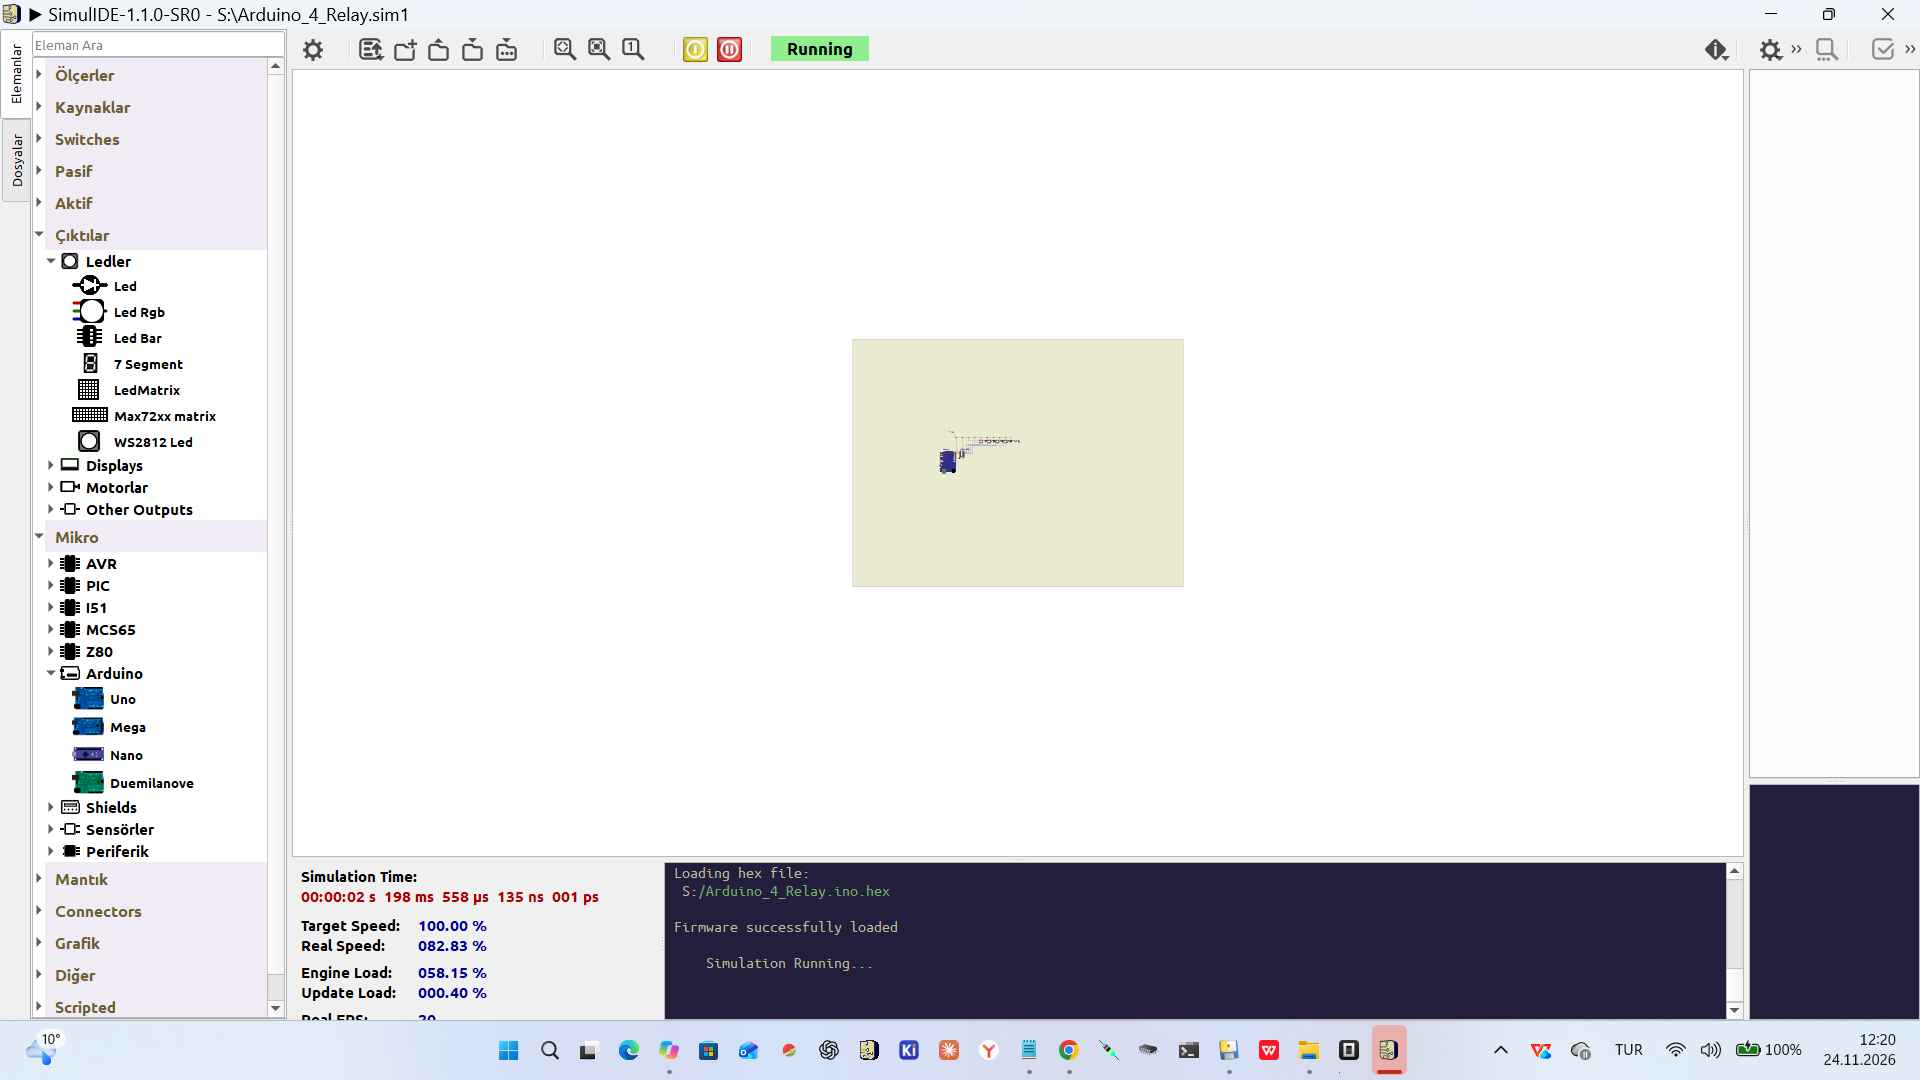 SimulIDE-1.1.0-SR0 - S:\Arduino_4_Relay.sim1
Elemanlar
Dosyalar
Eleman Ara
Ölçerler
Kaynaklar
Switches
Pasif
Aktif
Çıktılar
Ledler
Led
Led Rgb
Led Bar
7 Segment
LedMatrix
Max72xx matrix
WS2812 Led
Displays
Motorlar
Other Outputs
Mikro
AVR
PIC
I51
MCS65
Z80
Arduino
Uno
Mega
Nano
Duemilanove
Shields
Sensörler
Periferik
Mantık
Connectors
Grafik
Diğer
Scripted
Running
Simulation Time:
00:00:02 s 198 ms 558 µs 135 ns 001 ps
Target Speed: 100.00 %
Real Speed: 082.83 %
Engine Load: 058.15 %
Update Load: 000.40 %
Real FPS: 20
Loading hex file:
S:/Arduino_4_Relay.ino.hex
Firmware successfully loaded
Simulation Running...
10°
TUR
100%
12:20
24.11.2026